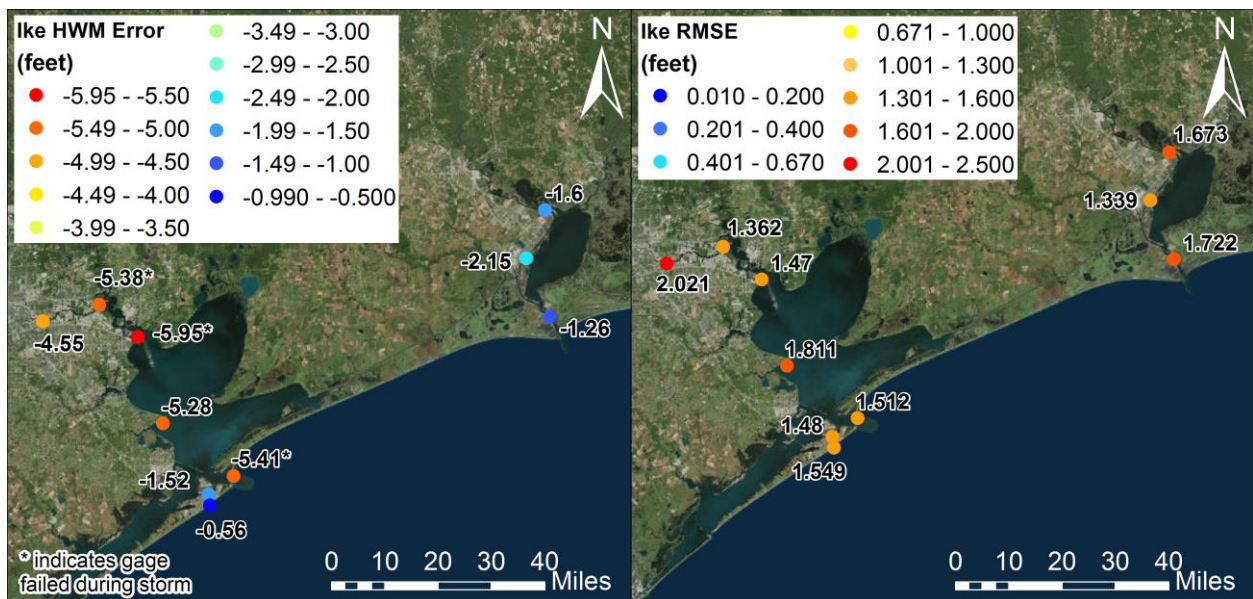 Ike HWM Error
(feet)
-5.95 - -5.50
-5.49 - -5.00
-4.99 - -4.50
-4.49 - -4.00
-3.99 - -3.50
-3.49 - -3.00
-2.99 - -2.50
-2.49 - -2.00
-1.99 - -1.50
-1.49 - -1.00
-0.990 - -0.500
N
-1.6
-2.15
-1.26
-5.38*
-4.55
-5.95*
-5.28
-5.41*
-1.52
-0.56
* indicates gage
failed during storm
0 10 20 30 40
Miles
Ike RMSE
(feet)
0.010 - 0.200
0.201 - 0.400
0.401 - 0.670
0.671 - 1.000
1.001 - 1.300
1.301 - 1.600
1.601 - 2.000
2.001 - 2.500
N
1.673
1.339
1.722
1.362
2.021
1.47
1.811
1.512
1.48
1.549
0 10 20 30 40
Miles